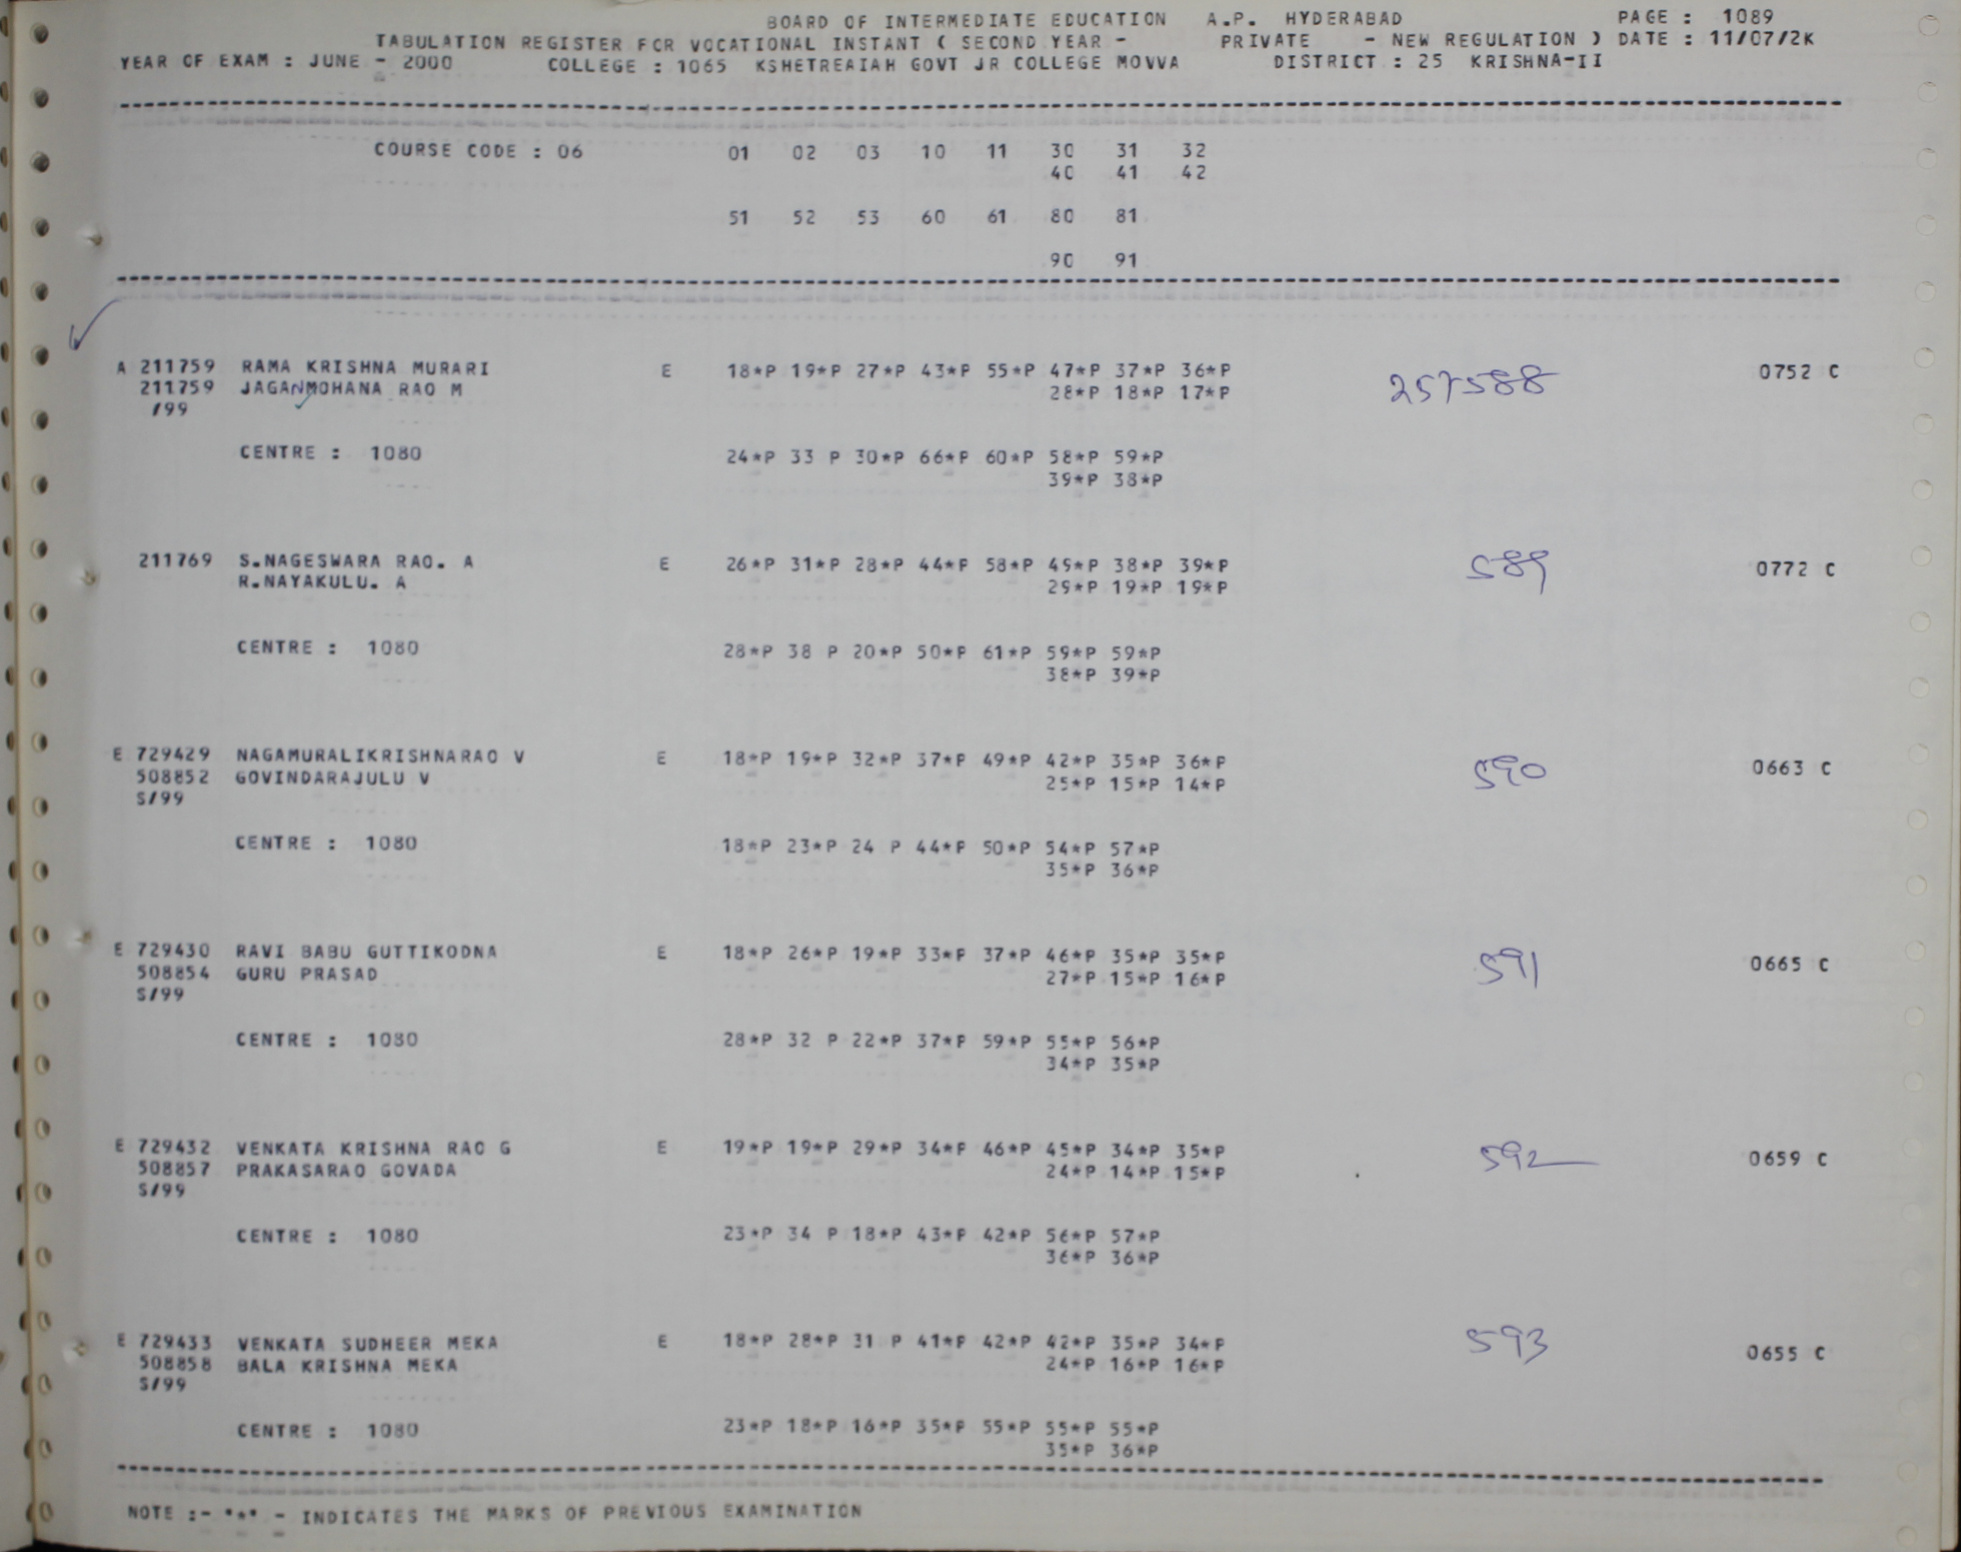 BOARD OF INTERMEDIATE EDUCATION A.P. HYDERABAD PAGE : 1089
TABULATION REGISTER FOR VOCATIONAL INSTANT ( SECOND YEAR - PRIVATE - NEW REGULATION ) DATE : 11/07/2K
YEAR OF EXAM : JUNE - 2000 COLLEGE : 1065 KSHETREAIAH GOVT JR COLLEGE MOVVA DISTRICT : 25 KRISHNA-II
COURSE CODE : 06 01 02 03 10 11 30 31 32
40 41 42
51 52 53 60 61 80 81
90 91
A 211759 RAMA KRISHNA MURARI E 18*P 19*P 27*P 43*P 55*P 47*P 37*P 36*P 257588 0752 C
211759 JAGANMOHANA RAO M 28*P 18*P 17*P
/99
CENTRE : 1080 24*P 33 P 30*P 66*P 60*P 58*P 59*P
39*P 38*P
211769 S.NAGESWARA RAO. A E 26*P 31*P 28*P 44*P 58*P 49*P 38*P 39*P 589 0772 C
R.NAYAKULU. A 29*P 19*P 19*P
CENTRE : 1080 28*P 38 P 20*P 50*P 61*P 59*P 59*P
38*P 39*P
E 729429 NAGAMURALIKRISHNARAO V E 18*P 19*P 32*P 37*P 49*P 42*P 35*P 36*P 590 0663 C
508852 GOVINDARAJULU V 25*P 15*P 14*P
S/99
CENTRE : 1080 18*P 23*P 24 P 44*P 50*P 54*P 57*P
35*P 36*P
E 729430 RAVI BABU GUTTIKODNA E 18*P 26*P 19*P 33*P 37*P 46*P 35*P 35*P 591 0665 C
508854 GURU PRASAD 27*P 15*P 16*P
S/99
CENTRE : 1080 28*P 32 P 22*P 37*P 59*P 55*P 56*P
34*P 35*P
E 729432 VENKATA KRISHNA RAO G E 19*P 19*P 29*P 34*P 46*P 45*P 34*P 35*P 592 0659 C
508857 PRAKASARAO GOVADA 24*P 14*P 15*P
S/99
CENTRE : 1080 23*P 34 P 18*P 43*P 42*P 56*P 57*P
36*P 36*P
E 729433 VENKATA SUDHEER MEKA E 18*P 28*P 31 P 41*P 42*P 42*P 35*P 34*P 593 0655 C
508858 BALA KRISHNA MEKA 24*P 16*P 16*P
S/99
CENTRE : 1080 23*P 18*P 16*P 35*P 55*P 55*P 55*P
35*P 36*P
NOTE :- "*" - INDICATES THE MARKS OF PREVIOUS EXAMINATION